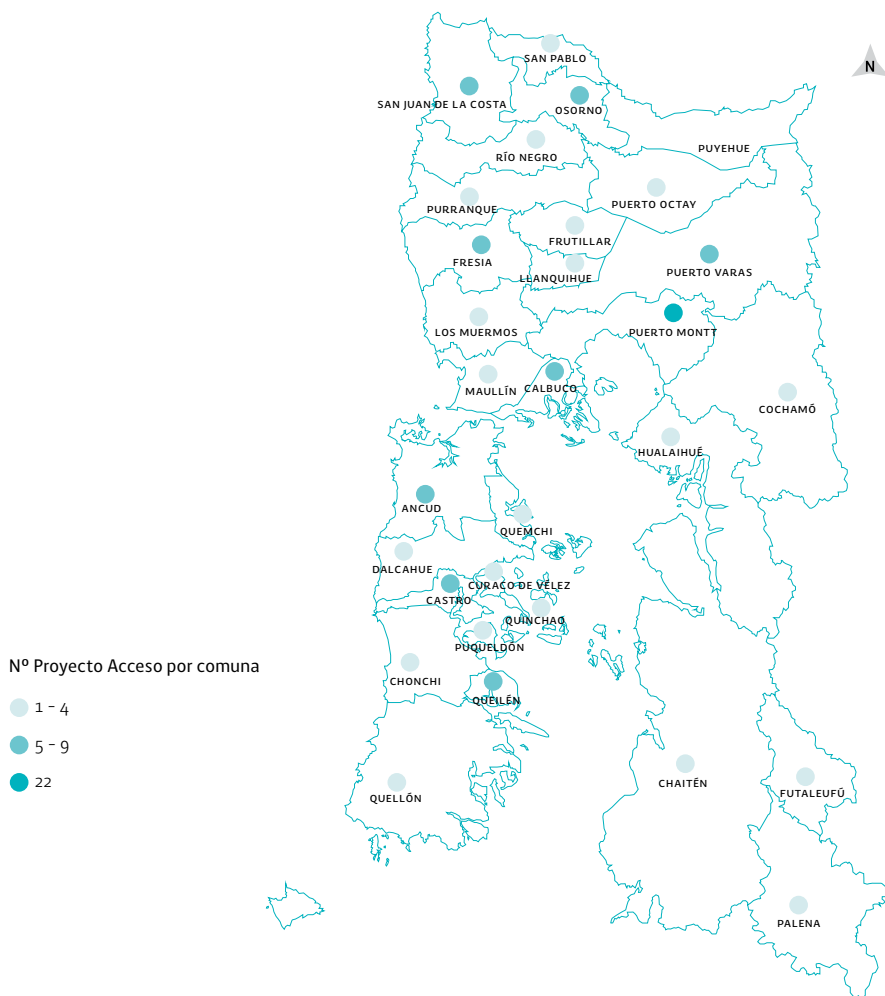 SAN PABLO
N
SAN JUAN DE LA COSTA
OSORNO
PUYEHUE
RÍO NEGRO
PUERTO OCTAY
PURRANQUE
FRUTILLAR
FRESIA
PUERTO VARAS
LLANQUIHUE
LOS MUERMOS
PUERTO MONTT
MAULLÍN
CALBUCO
COCHAMÓ
HUALAIHUÉ
ANCUD
QUEMCHI
DALCAHUE
CURACO DE VÉLEZ
CASTRO
QUINCHAO
PUQUELDÓN
Nº Proyecto Acceso por comuna
CHONCHI
QUEILÉN
1 - 4
5 - 9
22
QUELLÓN
CHAITÉN
FUTALEUFÚ
PALENA